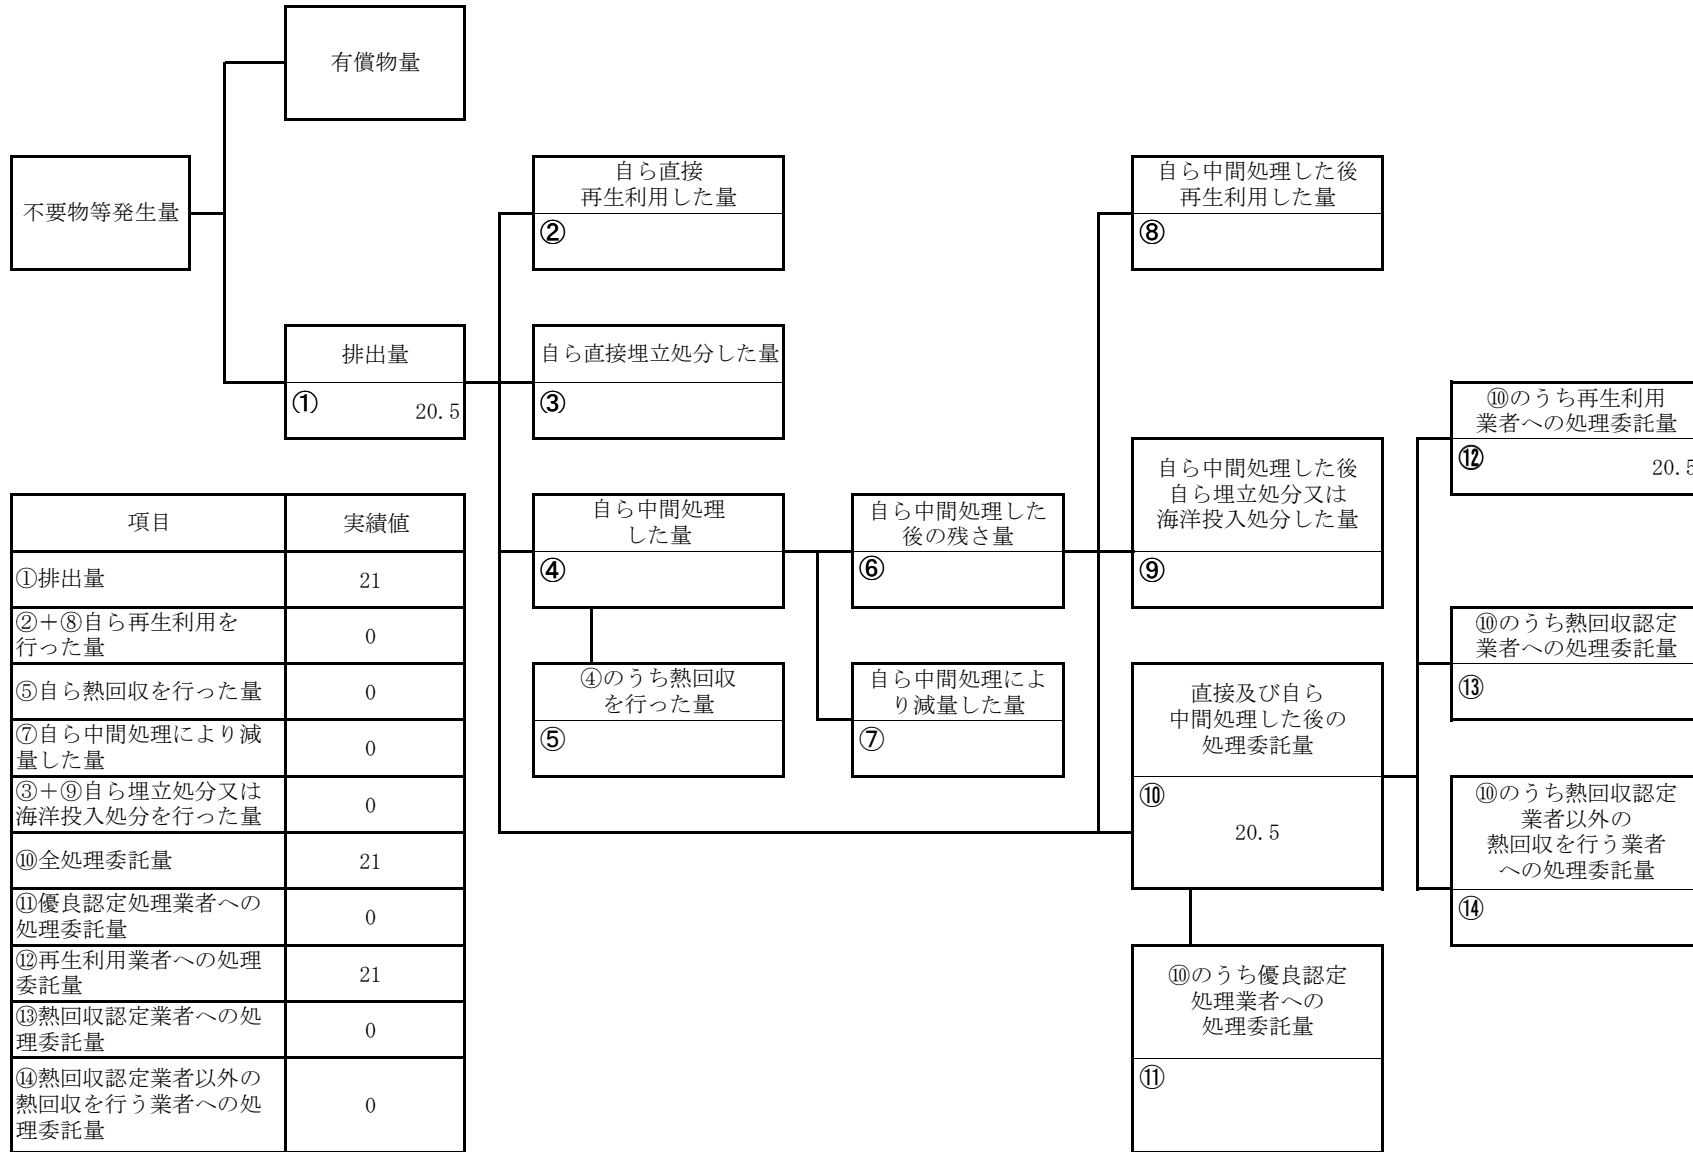 有償物量
不要物等発生量
自ら直接
再生利用した量
②
自ら中間処理した後
再生利用した量
⑧
排出量
① 20.5
自ら直接埋立処分した量
③
⑩のうち再生利用
業者への処理委託量
⑫ 20.5
自ら中間処理
した量
④
自ら中間処理した
後の残さ量
⑥
自ら中間処理した後
自ら埋立処分又は
海洋投入処分した量
⑨
④のうち熱回収
を行った量
⑤
自ら中間処理によ
り減量した量
⑦
直接及び自ら
中間処理した後の
処理委託量
⑩
20.5
⑩のうち熱回収認定
業者への処理委託量
⑬
⑩のうち熱回収認定
業者以外の
熱回収を行う業者
への処理委託量
⑭
⑩のうち優良認定
処理業者への
処理委託量
⑪
項目 実績値
①排出量 21
②＋⑧自ら再生利用を
行った量 0
⑤自ら熱回収を行った量 0
⑦自ら中間処理により減
量した量 0
③＋⑨自ら埋立処分又は
海洋投入処分を行った量 0
⑩全処理委託量 21
⑪優良認定処理業者への
処理委託量 0
⑫再生利用業者への処理
委託量 21
⑬熱回収認定業者への処
理委託量 0
⑭熱回収認定業者以外の
熱回収を行う業者への処
理委託量 0